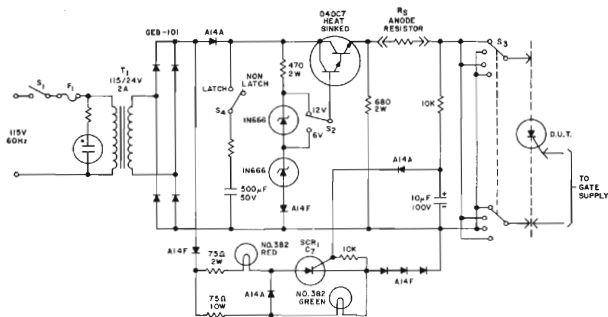 D40C7
HEAT
SINKED
RS
ANODE
RESISTOR
GEB-101
A14A
S3
S1
F1
T1
115/24V
2A
470
2W
NON
LATCH
LATCH
S4
12V
S2
6V
1N666
1N666
680
2W
10K
D.U.T.
115V
60Hz
A14A
TO
GATE
SUPPLY
500µF
50V
A14F
10µF
100V
A14F
NO.382
RED
SCR1
C7
10K
75Ω
2W
A14A
NO.382
GREEN
A14F
75Ω
10W